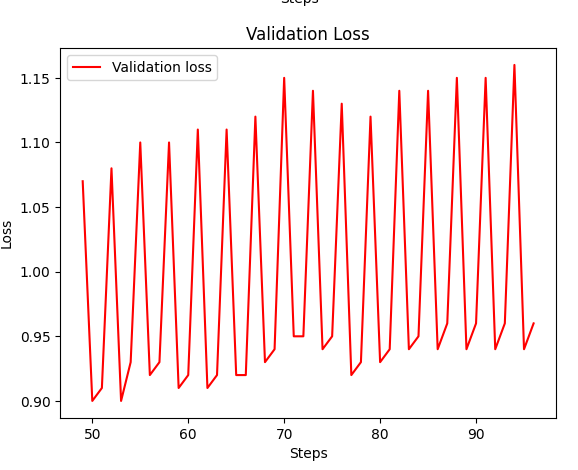 Steps
Validation Loss
Validation loss
1.15
1.10
1.05
1.00
0.95
0.90
Loss
50 60 70 80 90
Steps